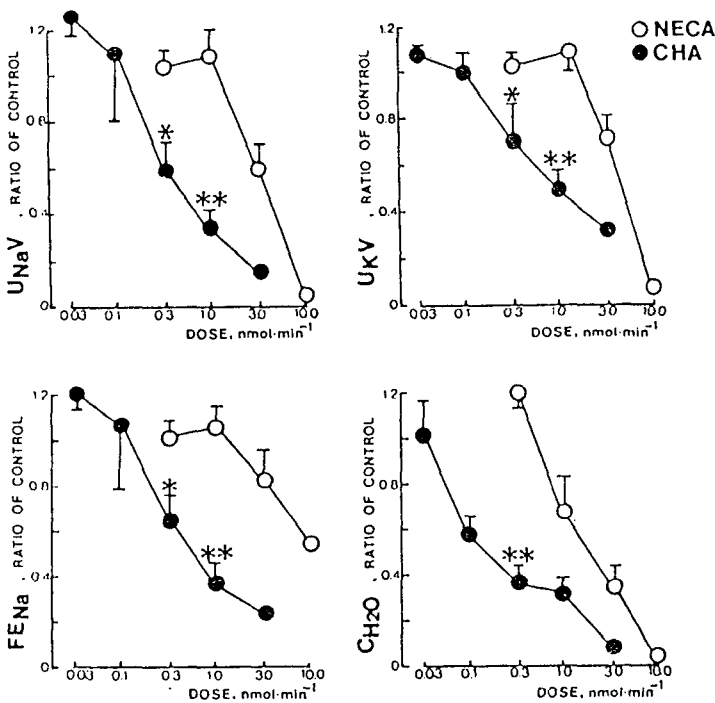 NECA
CHA
U_NaV RATIO OF CONTROL
1.2
0.8
0.4
0
*
**
0.03 0.1 0.3 1.0 3.0 10.0
DOSE, nmol·min⁻¹
U_KV RATIO OF CONTROL
1.2
0.8
0.4
0
*
**
0.03 0.1 0.3 1.0 3.0 10.0
DOSE, nmol·min⁻¹
FE_Na RATIO OF CONTROL
1.2
0.8
0.4
0
*
**
0.03 0.1 0.3 1.0 3.0 10.0
DOSE, nmol·min⁻¹
C_H2O RATIO OF CONTROL
1.2
0.8
0.4
0
**
0.03 0.1 0.3 1.0 3.0 10.0
DOSE, nmol·min⁻¹